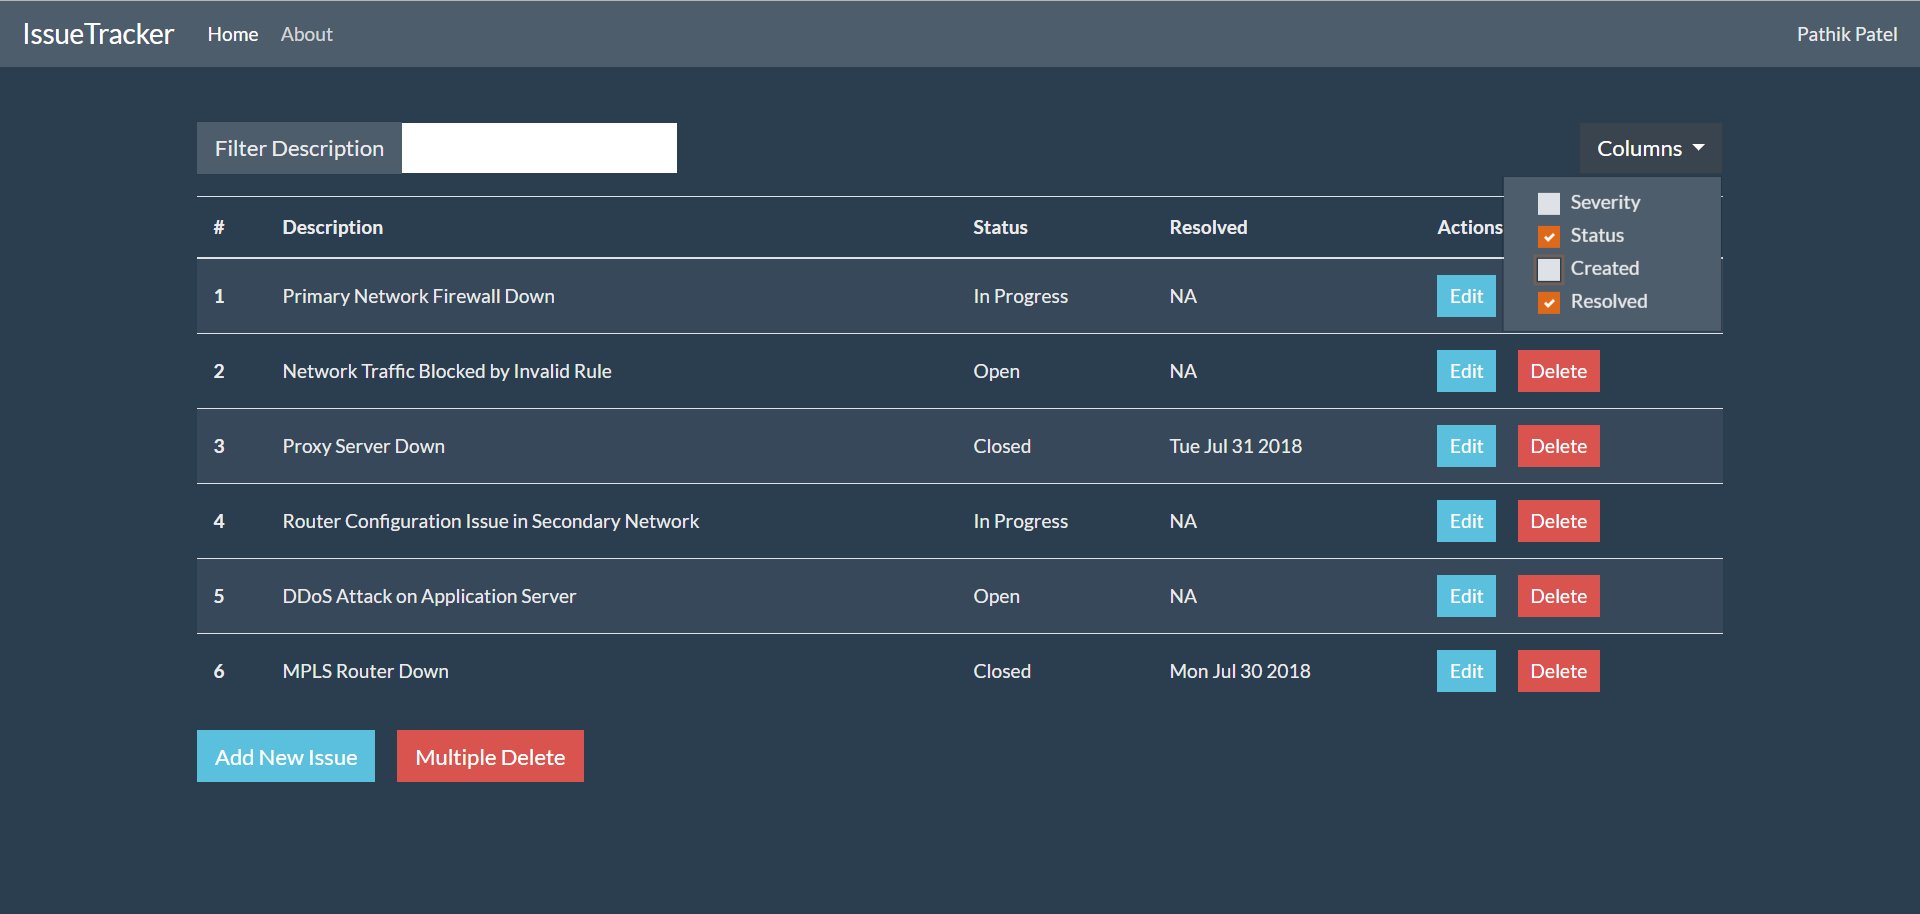 IssueTracker Home About Pathik Patel
Filter Description Columns
Severity
Status
Created
Resolved
# Description Status Resolved Actions
1 Primary Network Firewall Down In Progress NA Edit
2 Network Traffic Blocked by Invalid Rule Open NA Edit Delete
3 Proxy Server Down Closed Tue Jul 31 2018 Edit Delete
4 Router Configuration Issue in Secondary Network In Progress NA Edit Delete
5 DDoS Attack on Application Server Open NA Edit Delete
6 MPLS Router Down Closed Mon Jul 30 2018 Edit Delete
Add New Issue Multiple Delete